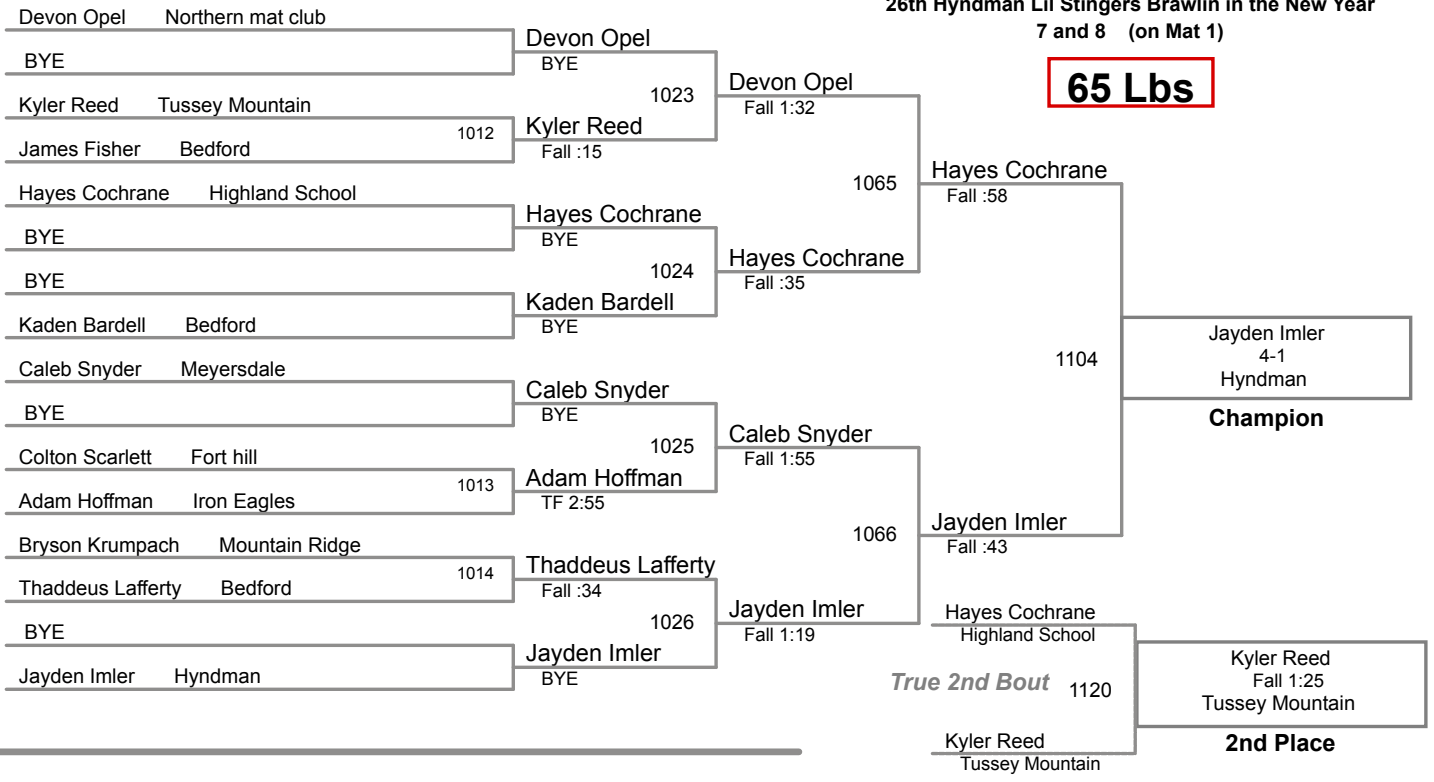 26th Hyndman Lil Stingers Brawlin in the New Year
7 and 8 (on Mat 1)
65 Lbs
Devon Opel Northern mat club
BYE
Kyler Reed Tussey Mountain
1012
James Fisher Bedford
Hayes Cochrane Highland School
BYE
BYE
Kaden Bardell Bedford
Caleb Snyder Meyersdale
BYE
Colton Scarlett Fort hill
1013
Adam Hoffman Iron Eagles
Bryson Krumpach Mountain Ridge
1014
Thaddeus Lafferty Bedford
BYE
Jayden Imler Hyndman
Devon Opel
BYE
1023
Kyler Reed
Fall :15
Hayes Cochrane
BYE
1024
Kaden Bardell
BYE
Caleb Snyder
BYE
1025
Adam Hoffman
TF 2:55
Thaddeus Lafferty
Fall :34
1026
Jayden Imler
BYE
Devon Opel
Fall 1:32
1065
Hayes Cochrane
Fall :35
Caleb Snyder
Fall 1:55
1066
Jayden Imler
Fall 1:19
Hayes Cochrane
Fall :58
1104
Jayden Imler
Fall :43
Jayden Imler
4-1
Hyndman
Champion
Hayes Cochrane
Highland School
True 2nd Bout 1120
Kyler Reed
Tussey Mountain
Kyler Reed
Fall 1:25
Tussey Mountain
2nd Place